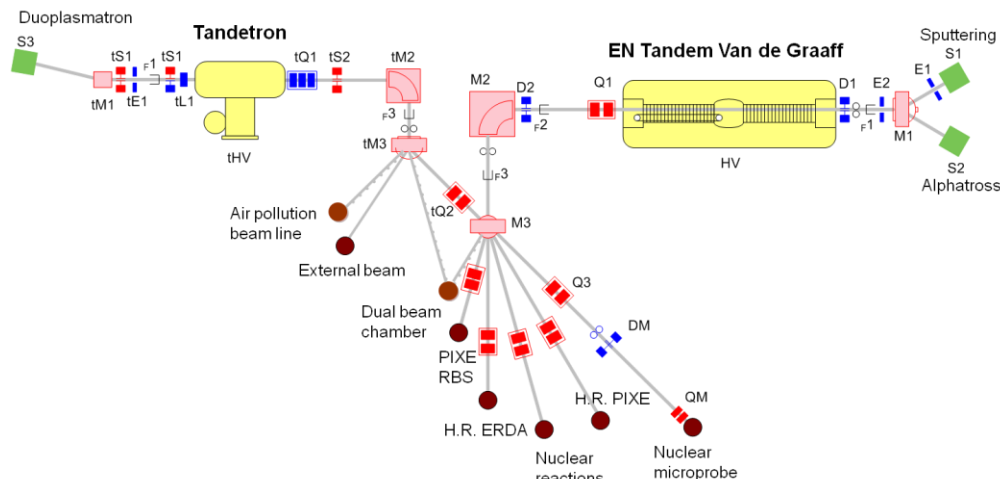 Duoplasmatron
S3
Tandetron
EN Tandem Van de Graaff
Sputtering
S1
tS1
F1
tS1
tQ1
tS2
tM2
M2
D2
Q1
D1
E2
E1
tM1
tE1
tL1
F3
F2
F1
M1
tHV
tM3
HV
S2
Alphatross
F3
tQ2
M3
Air pollution
beam line
External beam
Q3
Dual beam
chamber
DM
PIXE
RBS
H.R. PIXE
QM
H.R. ERDA
Nuclear
reactions
Nuclear
microprobe